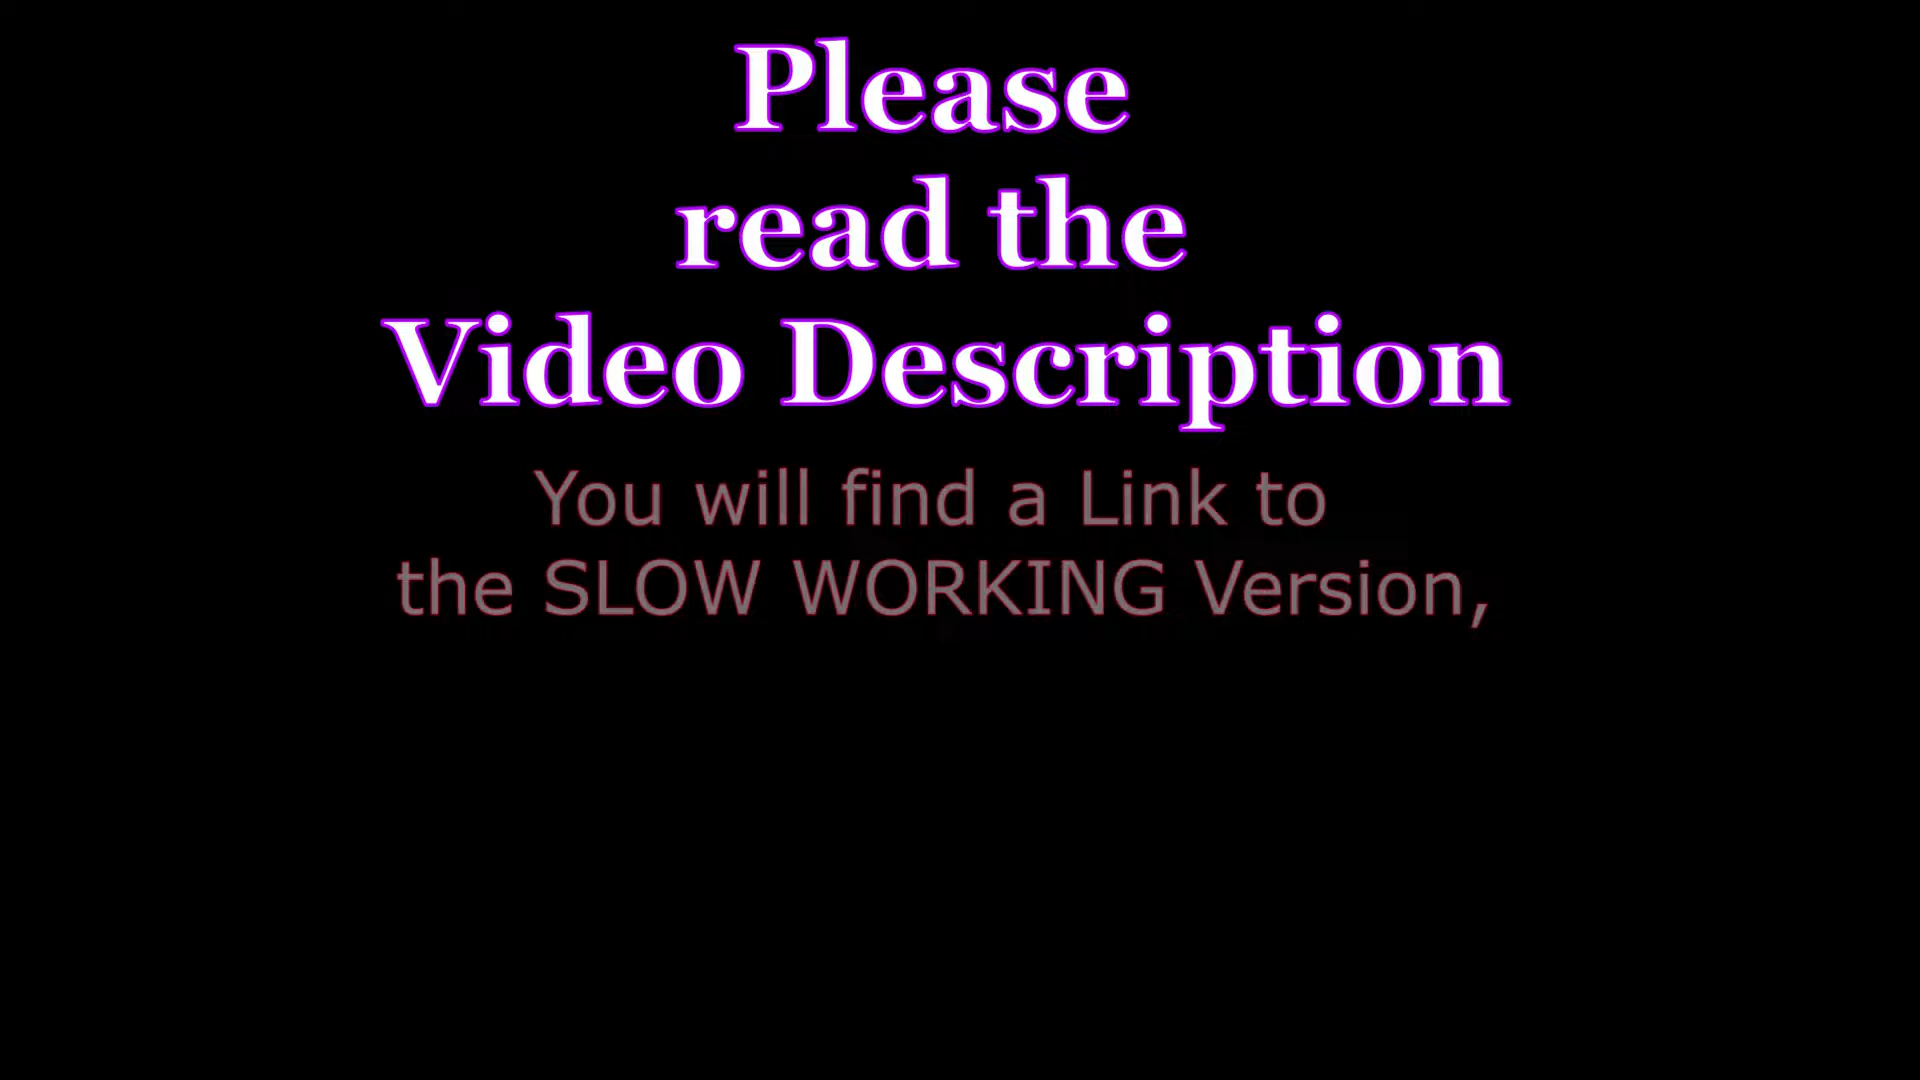 Please
read the
Video Description
You will find a Link to
the SLOW WORKING Version,